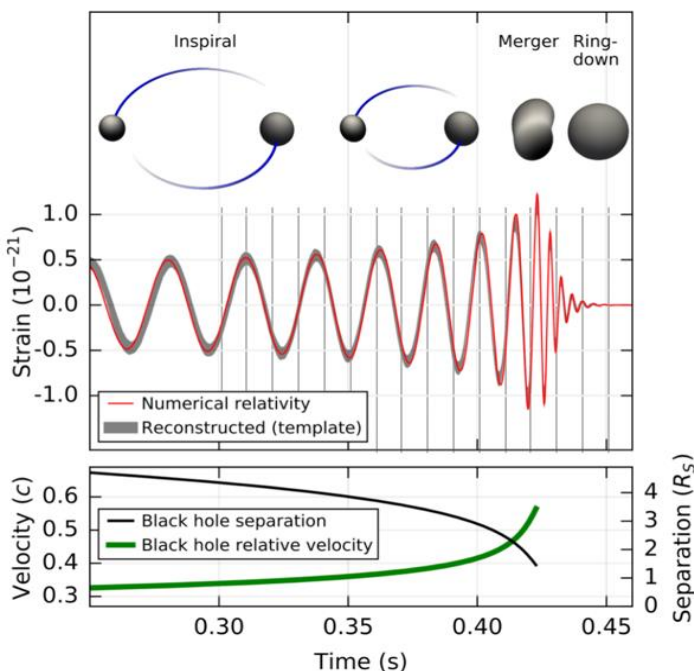 Inspiral
Merger
Ring-
down
Strain (10⁻²¹)
1.0
0.5
0.0
-0.5
-1.0
Numerical relativity
Reconstructed (template)
Velocity (c)
0.6
0.5
0.4
0.3
Black hole separation
Black hole relative velocity
4
3
2
1
0
Separation (R_S)
0.30
0.35
0.40
0.45
Time (s)